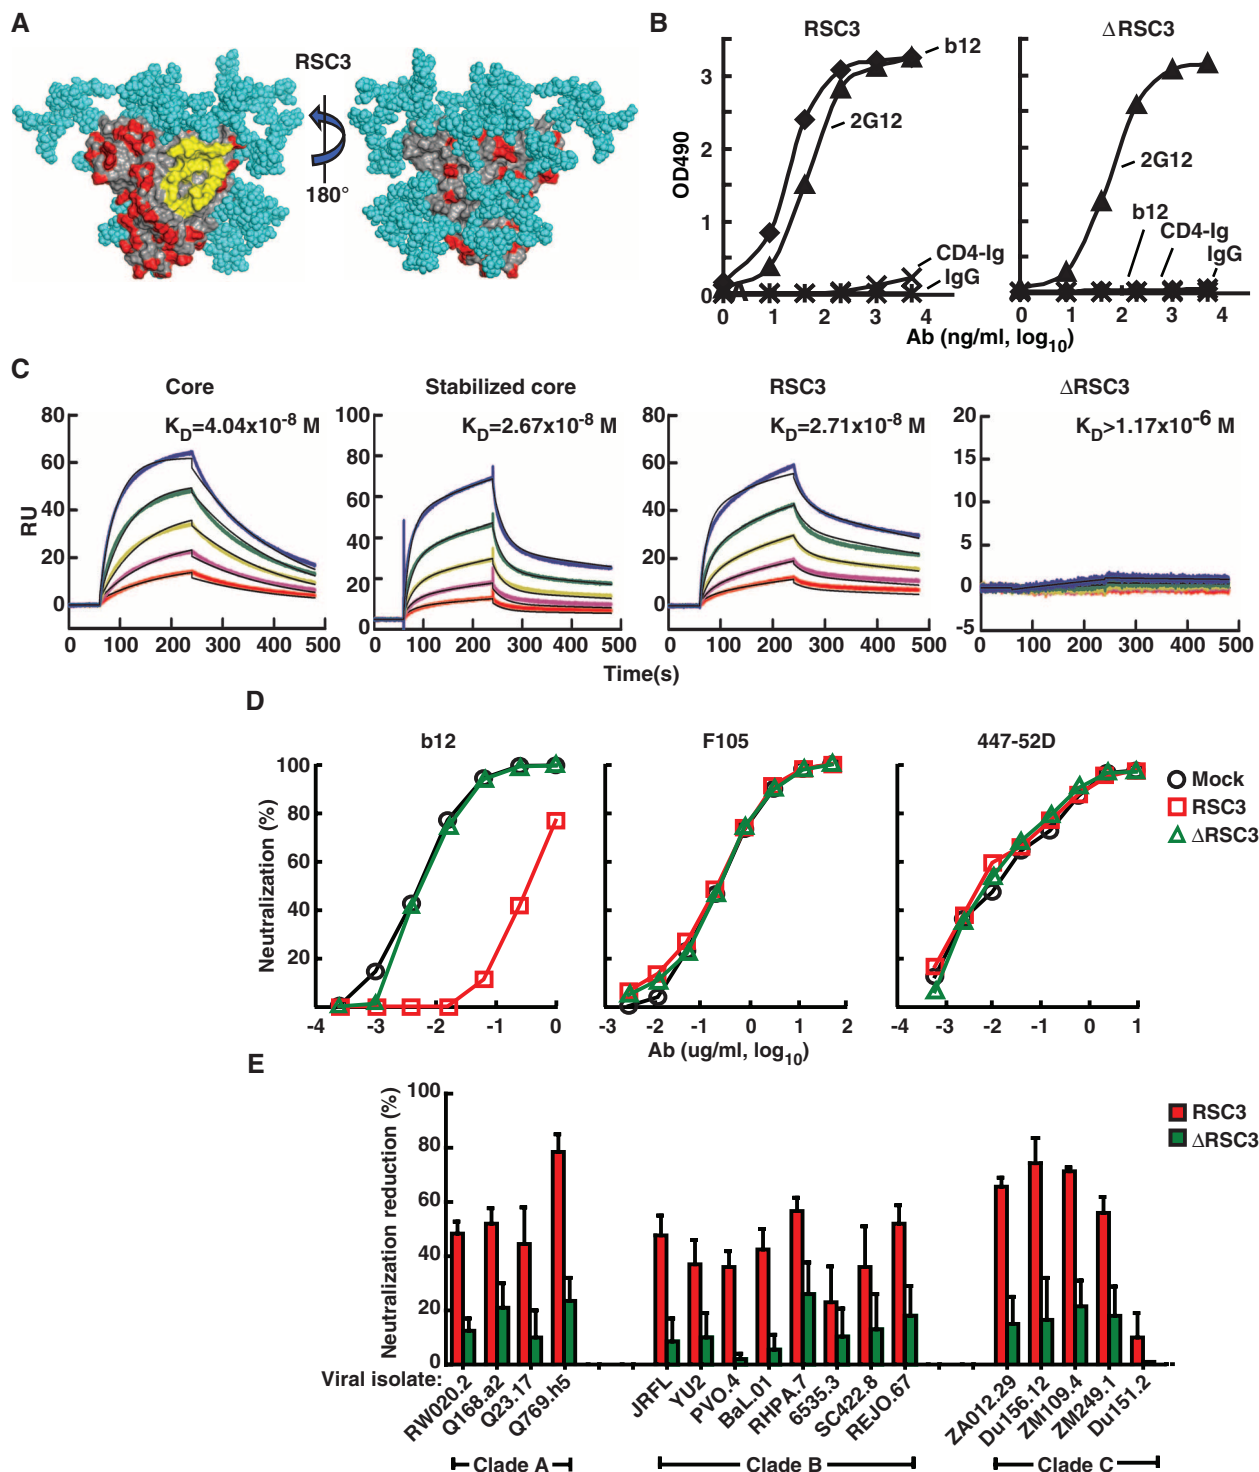 A
RSC3
180°
B
RSC3
ΔRSC3
OD490
3
2
1
0
b12
2G12
CD4-Ig
IgG
0 1 2 3 4
2G12
b12
CD4-Ig
IgG
0 1 2 3 4
Ab (ng/ml, log10)
C
Core
KD=4.04x10-8 M
RU
80
60
40
20
0
0 100 200 300 400 500
Stabilized core
KD=2.67x10-8 M
100
80
60
40
20
0
0 100 200 300 400 500
RSC3
KD=2.71x10-8 M
80
60
40
20
0
0 100 200 300 400 500
ΔRSC3
KD>1.17x10-6 M
20
15
10
5
0
-5
0 100 200 300 400 500
Time(s)
D
b12
F105
447-52D
Neutralization (%)
100
80
60
40
20
-4 -3 -2 -1 0
-3 -2 -1 0 1 2
-4 -3 -2 -1 0 1
Ab (ug/ml, log10)
Mock
RSC3
ΔRSC3
E
Neutralization reduction (%)
100
80
60
40
20
0
RSC3
ΔRSC3
Viral isolate:
RW020.2
Q168.a2
Q23.17
Q769.h5
JRFL
YU2
PVO.4
BaL.01
RHPA.7
6535.3
SC422.8
REJO.67
ZA012.29
Du156.12
ZM109.4
ZM249.1
Du151.2
Clade A
Clade B
Clade C